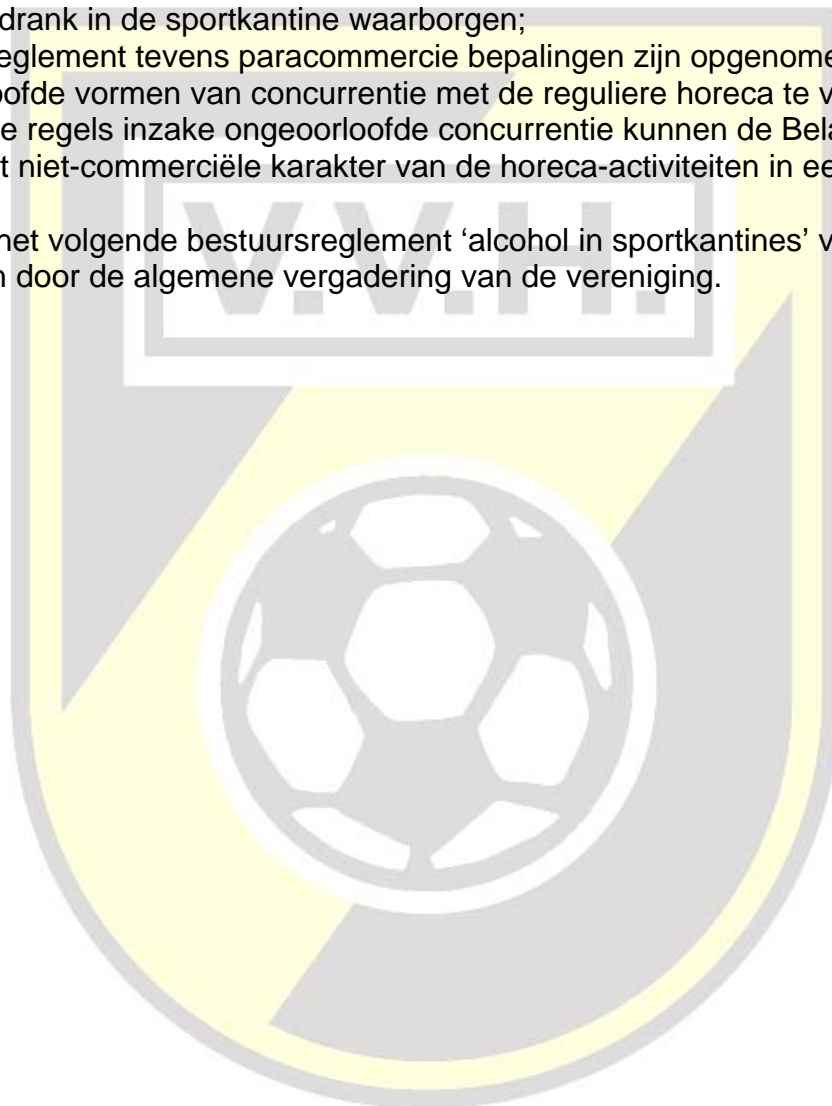 drank in de sportkantine waarborgen;
eglement tevens paracommercie bepalingen zijn opgenome
ofde vormen van concurrentie met de reguliere horeca te v
e regels inzake ongeoorloofde concurrentie kunnen de Bela
t niet-commerciële karakter van de horeca-activiteiten in ee
net volgende bestuursreglement ‘alcohol in sportkantines’ v
n door de algemene vergadering van de vereniging.
V.V.H.